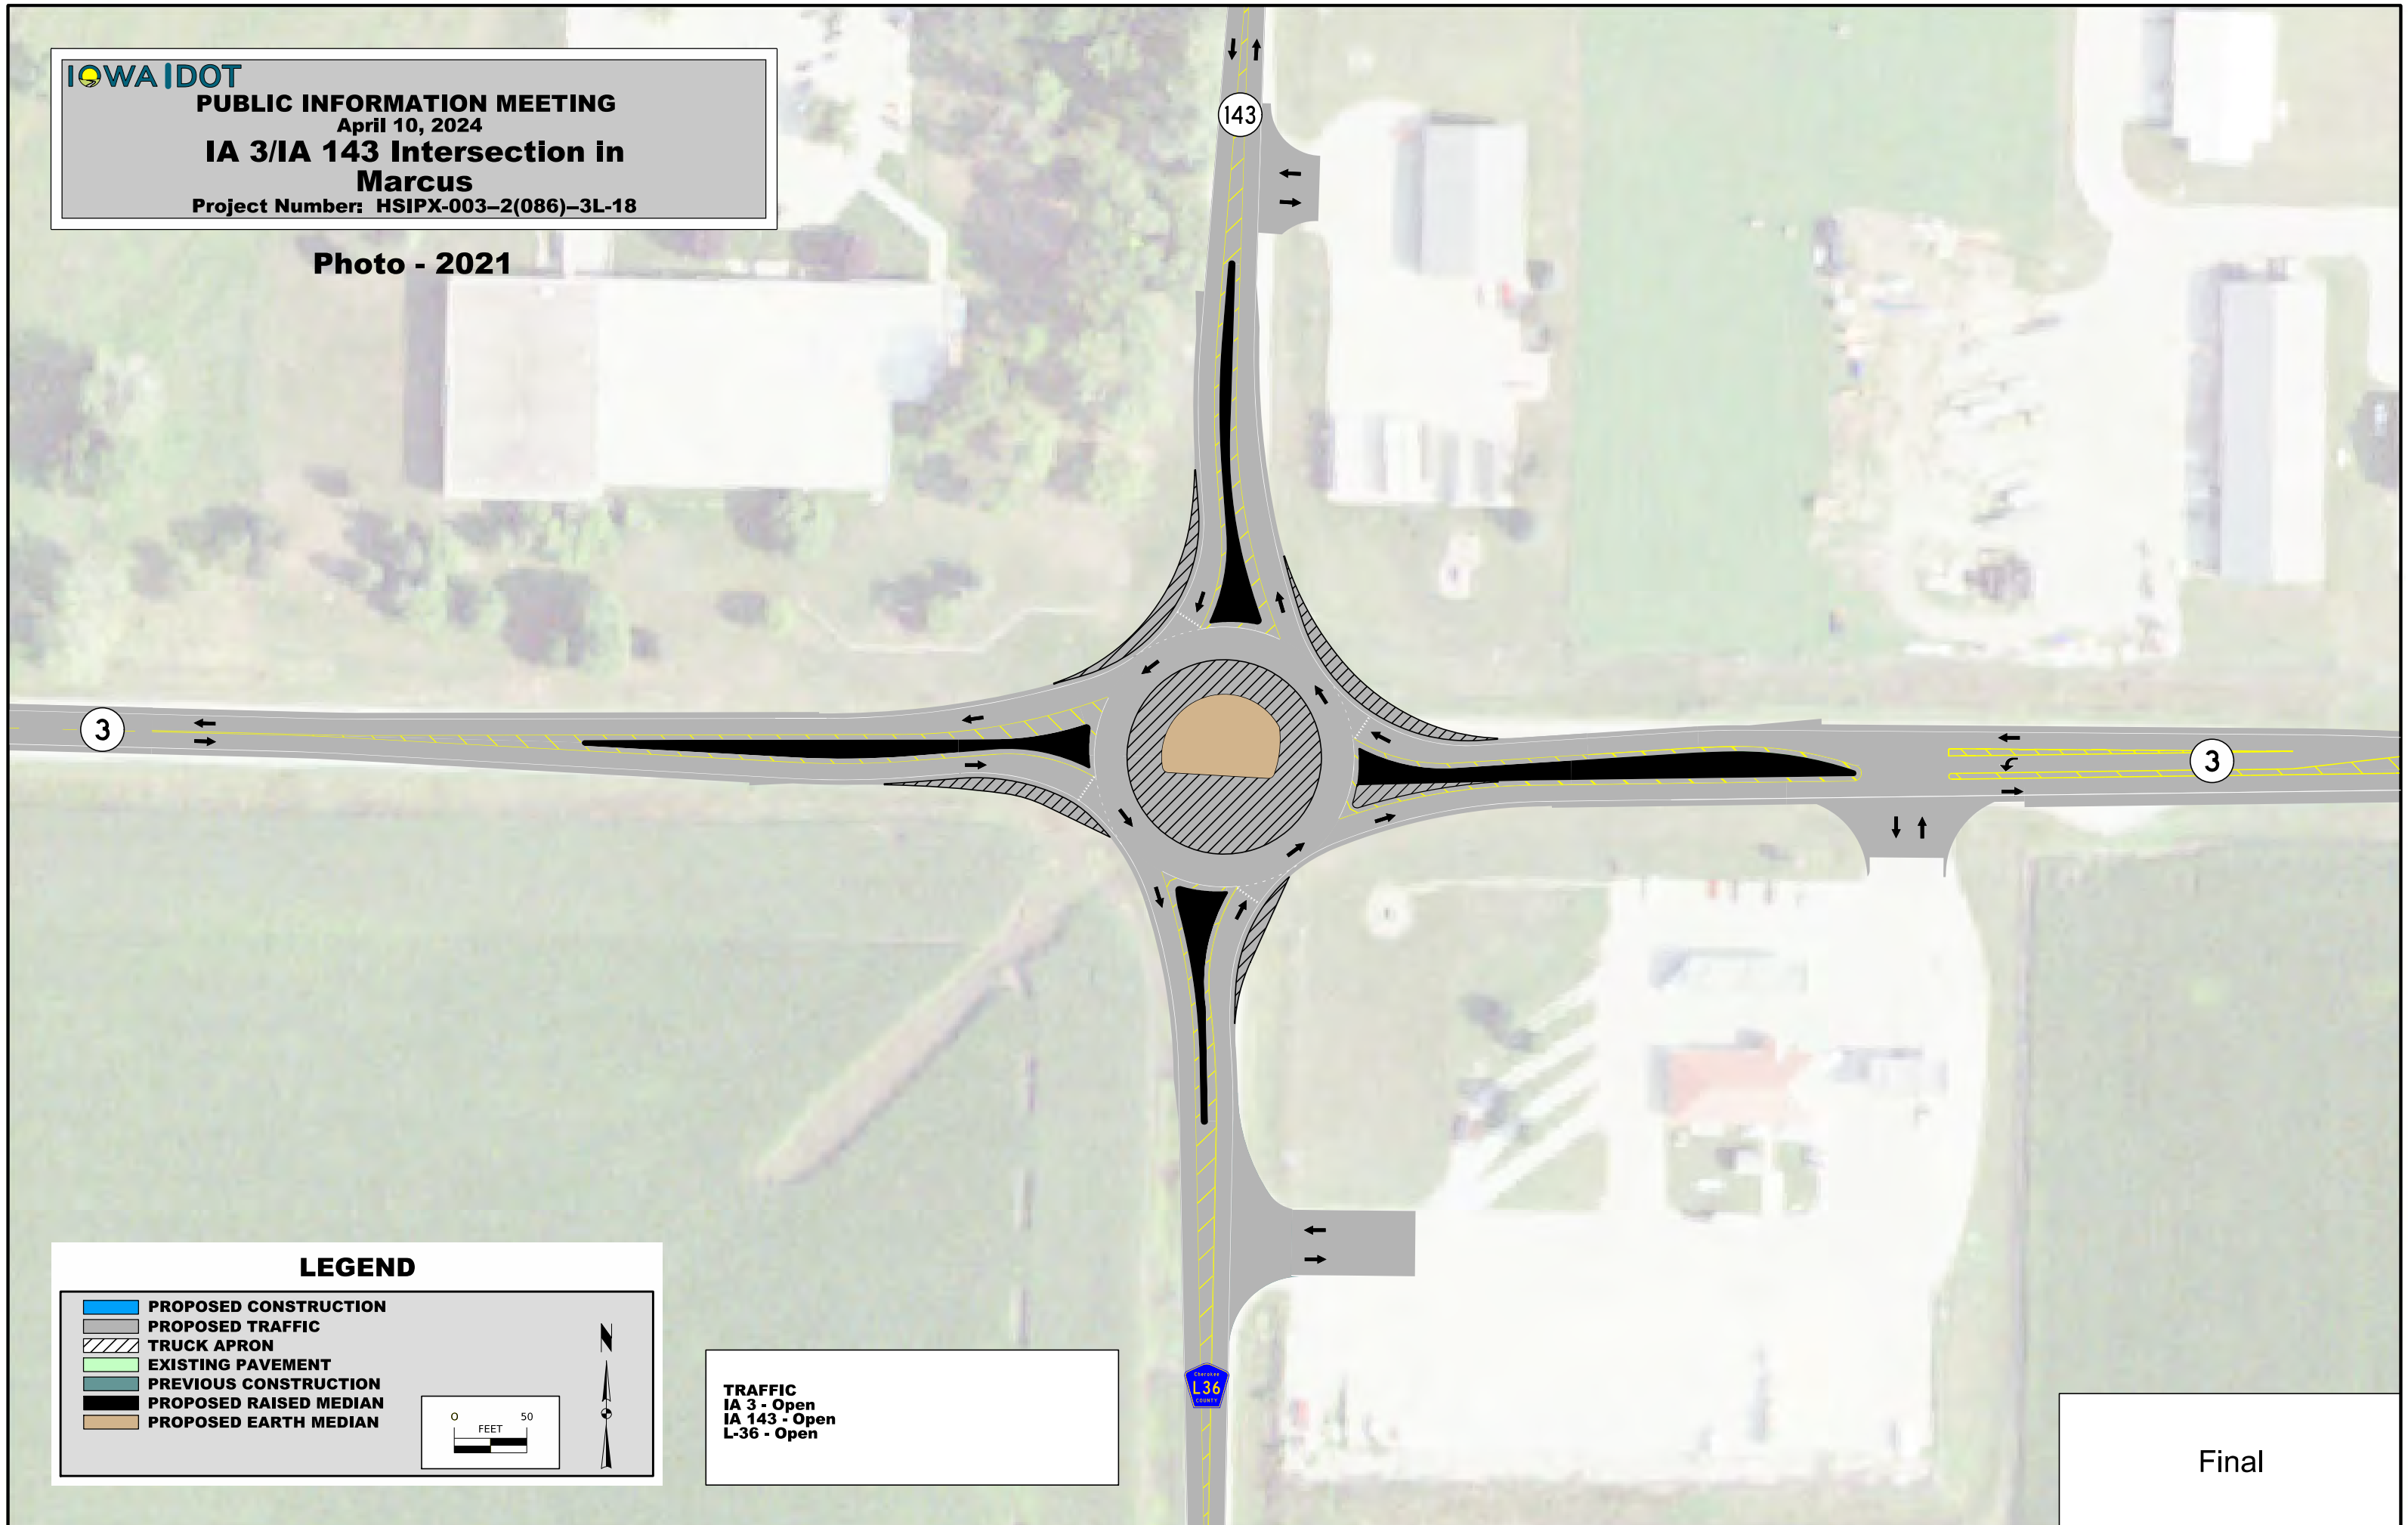 IOWA DOT
PUBLIC INFORMATION MEETING
April 10, 2024
IA 3/IA 143 Intersection in
Marcus
Project Number: HSIPX-003–2(086)–3L-18
Photo - 2021
143
3
3
LEGEND
PROPOSED CONSTRUCTION
PROPOSED TRAFFIC
TRUCK APRON
EXISTING PAVEMENT
PREVIOUS CONSTRUCTION
PROPOSED RAISED MEDIAN
PROPOSED EARTH MEDIAN
N
0 50
FEET
TRAFFIC
IA 3 - Open
IA 143 - Open
L-36 - Open
Cherokee
L36
COUNTY
Final